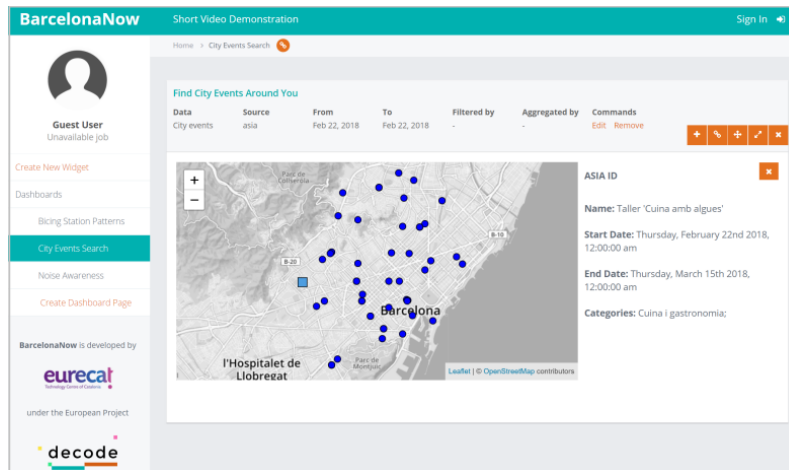 BarcelonaNow
Short Video Demonstration
Sign In
Home > City Events Search
Guest User
Unavailable job
Create New Widget
Dashboards
Bicing Station Patterns
City Events Search
Noise Awareness
Create Dashboard Page
BarcelonaNow is developed by
eurecat
Technology Centre of Catalonia
under the European Project
decode
Find City Events Around You
Data Source From To Filtered by Aggregated by Commands
City events asia Feb 22, 2018 Feb 22, 2018 - - Edit Remove
+
−
Parc de
B-10
B-20
Barcelona
l'Hospitalet de
Llobregat
Parc de
Montjuïc
Leaflet | © OpenStreetMap contributors
ASIA ID
Name: Taller 'Cuina amb algues'
Start Date: Thursday, February 22nd 2018,
12:00:00 am
End Date: Thursday, March 15th 2018,
12:00:00 am
Categories: Cuina i gastronomia;